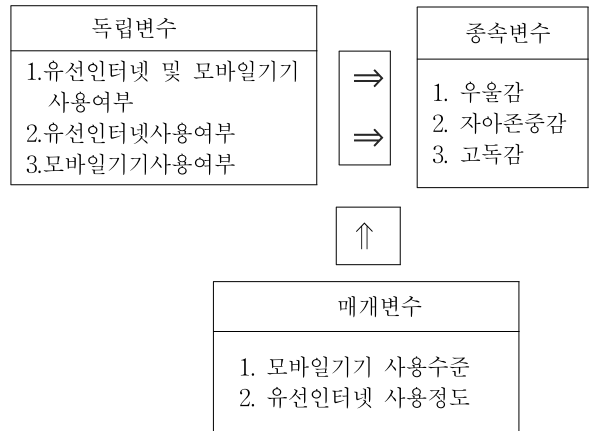 독립변수
1.유선인터넷 및 모바일기기
사용여부
2.유선인터넷사용여부
3.모바일기기사용여부
⇒
⇒
종속변수
1. 우울감
2. 자아존중감
3. 고독감
⇑
매개변수
1. 모바일기기 사용수준
2. 유선인터넷 사용정도